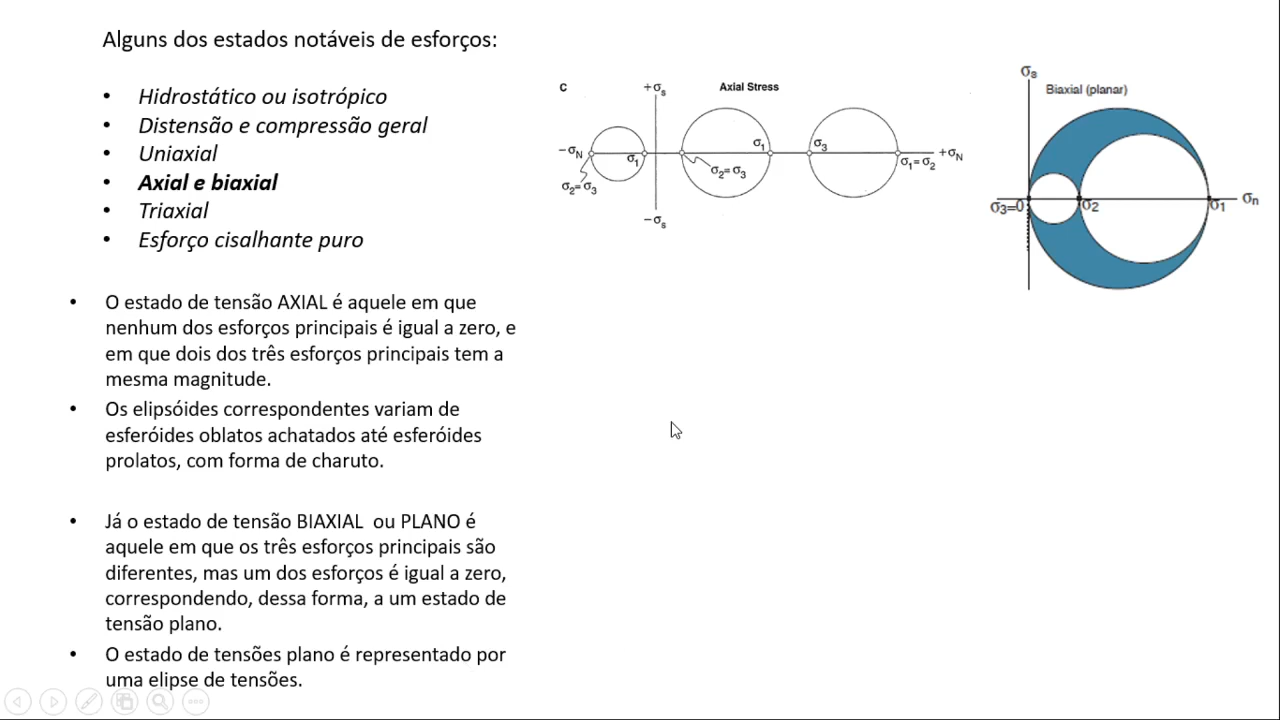 Alguns dos estados notáveis de esforços:
• Hidrostático ou isotrópico
• Distensão e compressão geral
• Uniaxial
• Axial e biaxial
• Triaxial
• Esforço cisalhante puro
• O estado de tensão AXIAL é aquele em que
nenhum dos esforços principais é igual a zero, e
em que dois dos três esforços principais tem a
mesma magnitude.
• Os elipsóides correspondentes variam de
esferóides oblatos achatados até esferóides
prolatos, com forma de charuto.
• Já o estado de tensão BIAXIAL ou PLANO é
aquele em que os três esforços principais são
diferentes, mas um dos esforços é igual a zero,
correspondendo, dessa forma, a um estado de
tensão plano.
• O estado de tensões plano é representado por
uma elipse de tensões.
C
+σs
Axial Stress
−σN
σ1
σ2=σ3
−σs
σ1
σ2=σ3
σ3
σ1=σ2
+σN
σs
Biaxial (planar)
σ3=0
σ2
σ1
σn